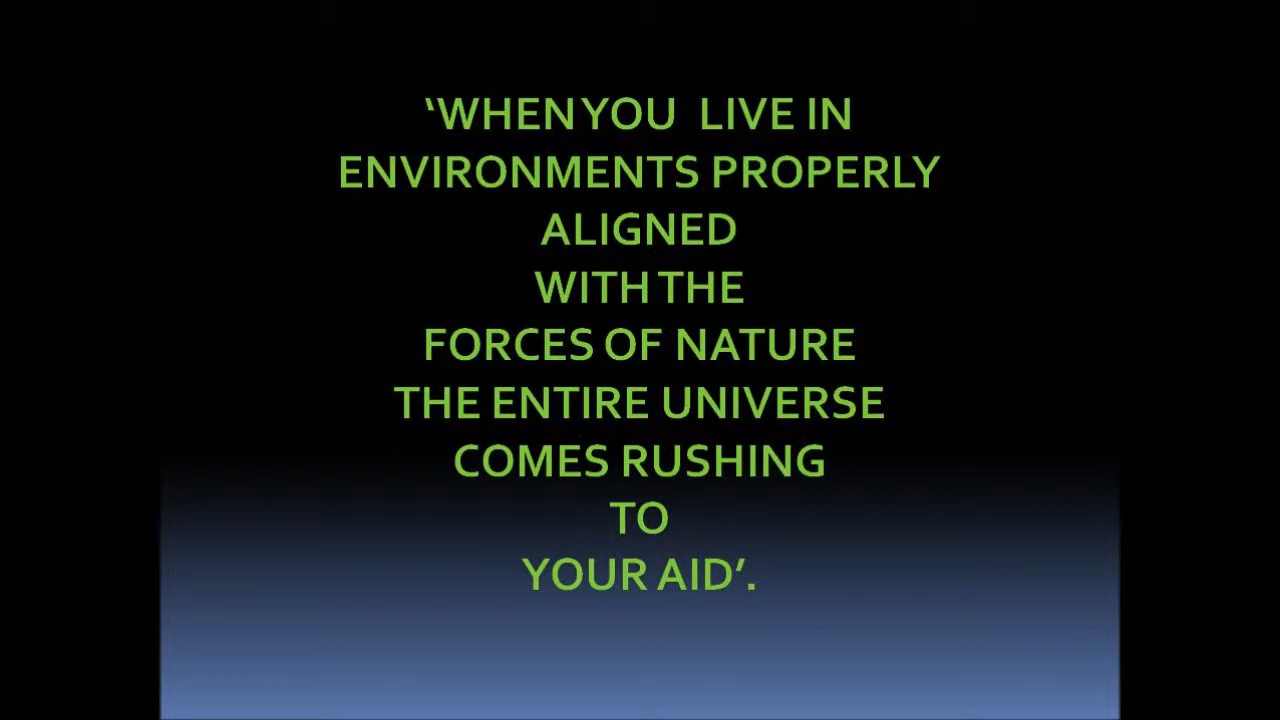 ‘WHEN YOU LIVE IN
ENVIRONMENTS PROPERLY
ALIGNED
WITH THE
FORCES OF NATURE
THE ENTIRE UNIVERSE
COMES RUSHING
TO
YOUR AID’.